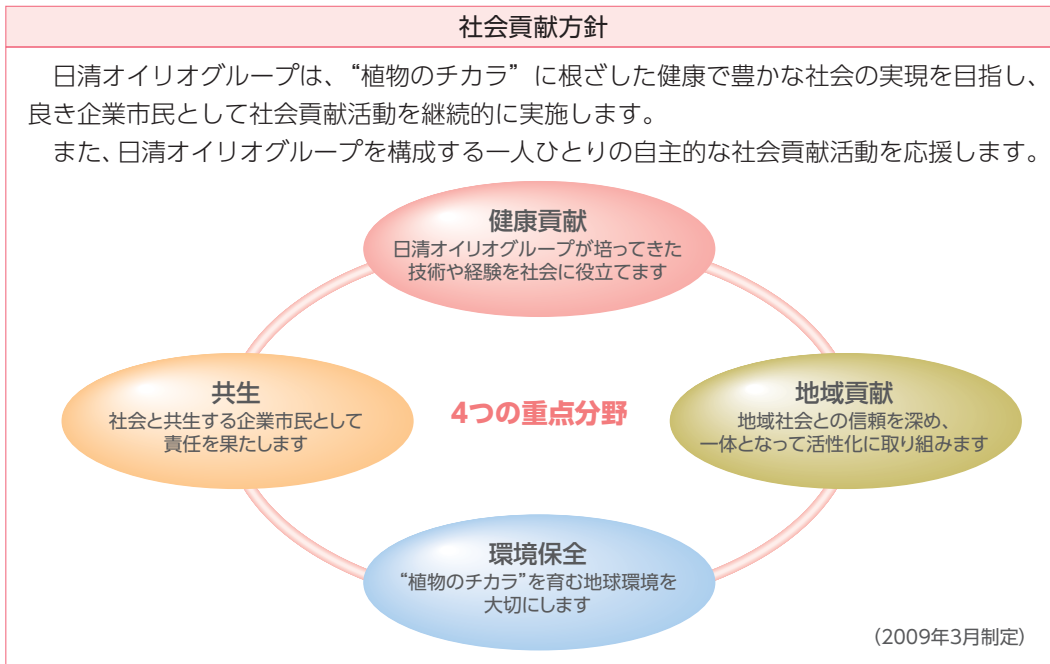 社会貢献方針
日清オイリオグループは、“植物のチカラ”に根ざした健康で豊かな社会の実現を目指し、
良き企業市民として社会貢献活動を継続的に実施します。
また、日清オイリオグループを構成する一人ひとりの自主的な社会貢献活動を応援します。
健康貢献
日清オイリオグループが培ってきた
技術や経験を社会に役立てます
共生
社会と共生する企業市民として
責任を果たします
4つの重点分野
地域貢献
地域社会との信頼を深め、
一体となって活性化に取り組みます
環境保全
“植物のチカラ”を育む地球環境を
大切にします
(2009年3月制定)